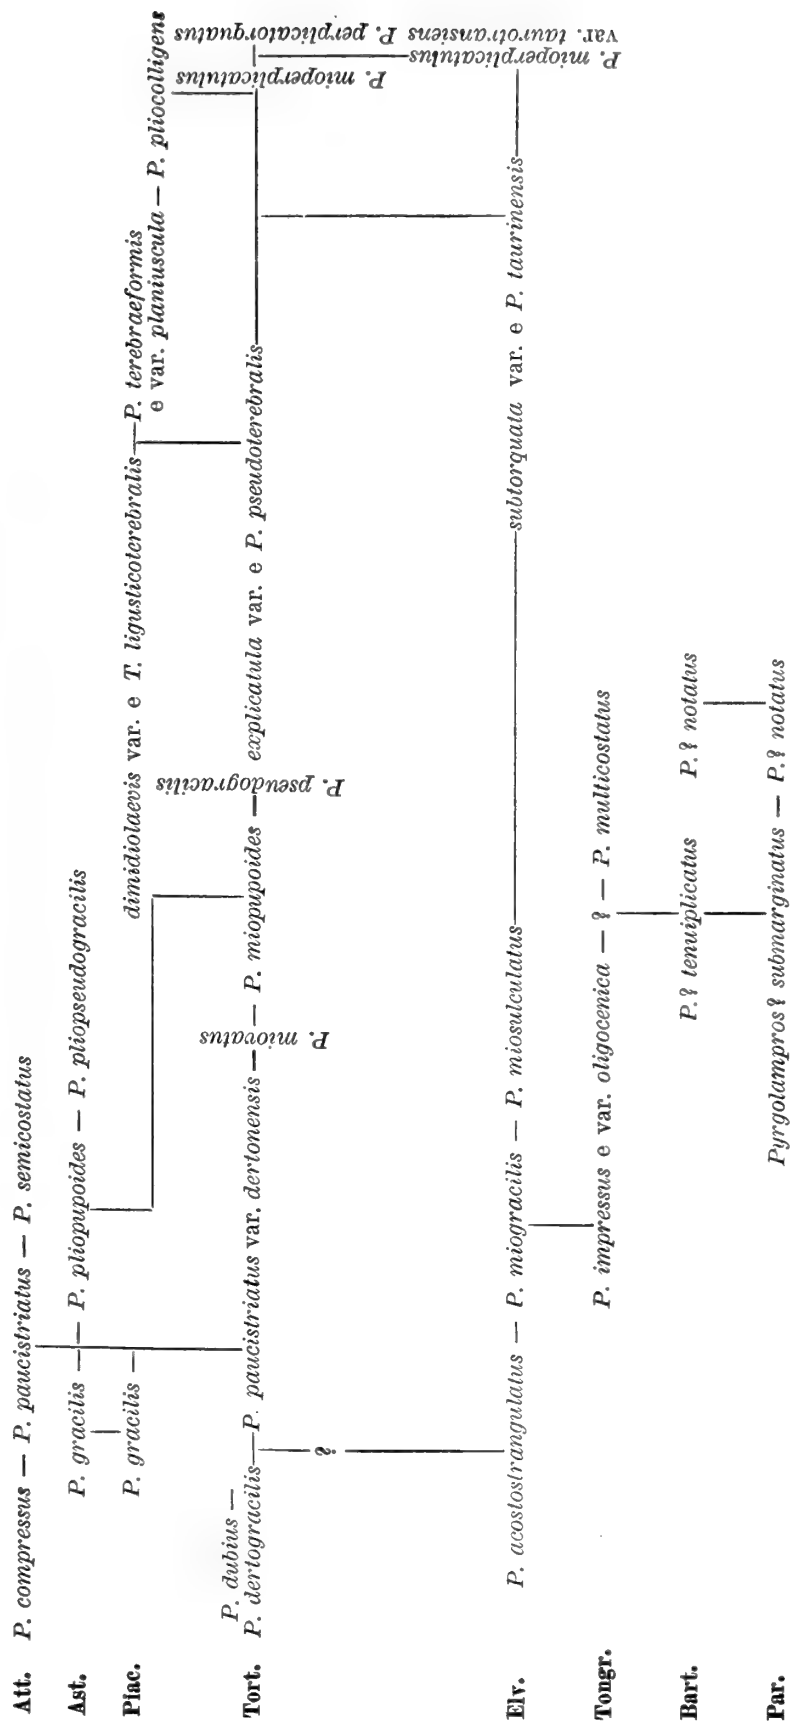 Att. P. compressus — P. paucistriatus — P. semicostatus
Ast. P. gracilis — P. pliopupoides — P. pliopseudogracilis
Piac. P. gracilis — dimidiolaevis var. e T. ligusticoterebralis — P. terebraeformis
e var. planiuscula — P. pliocolligens
P. dubius —
Tort. P. dertogracilis — P. paucistriatus var. dertonensis — P. miovatus — P. miopupoides — P. pseudogracilis explicatula var. e P. pseudoterebralis
P. mioperplicatulus
P. perplicatorquatus
?
P. mioperplicatulus
var. taurotransiens
Elv. P. acostostrangulatus — P. miogracilis — P. miosulculatus — subtorquata var. e P. taurinensis
Tongr. P. impressus e var. oligocenica — ? — P. multicostatus
Bart. P.? tenuiplicatus P.? notatus
Par. Pyrgolampros? submarginatus — P.? notatus